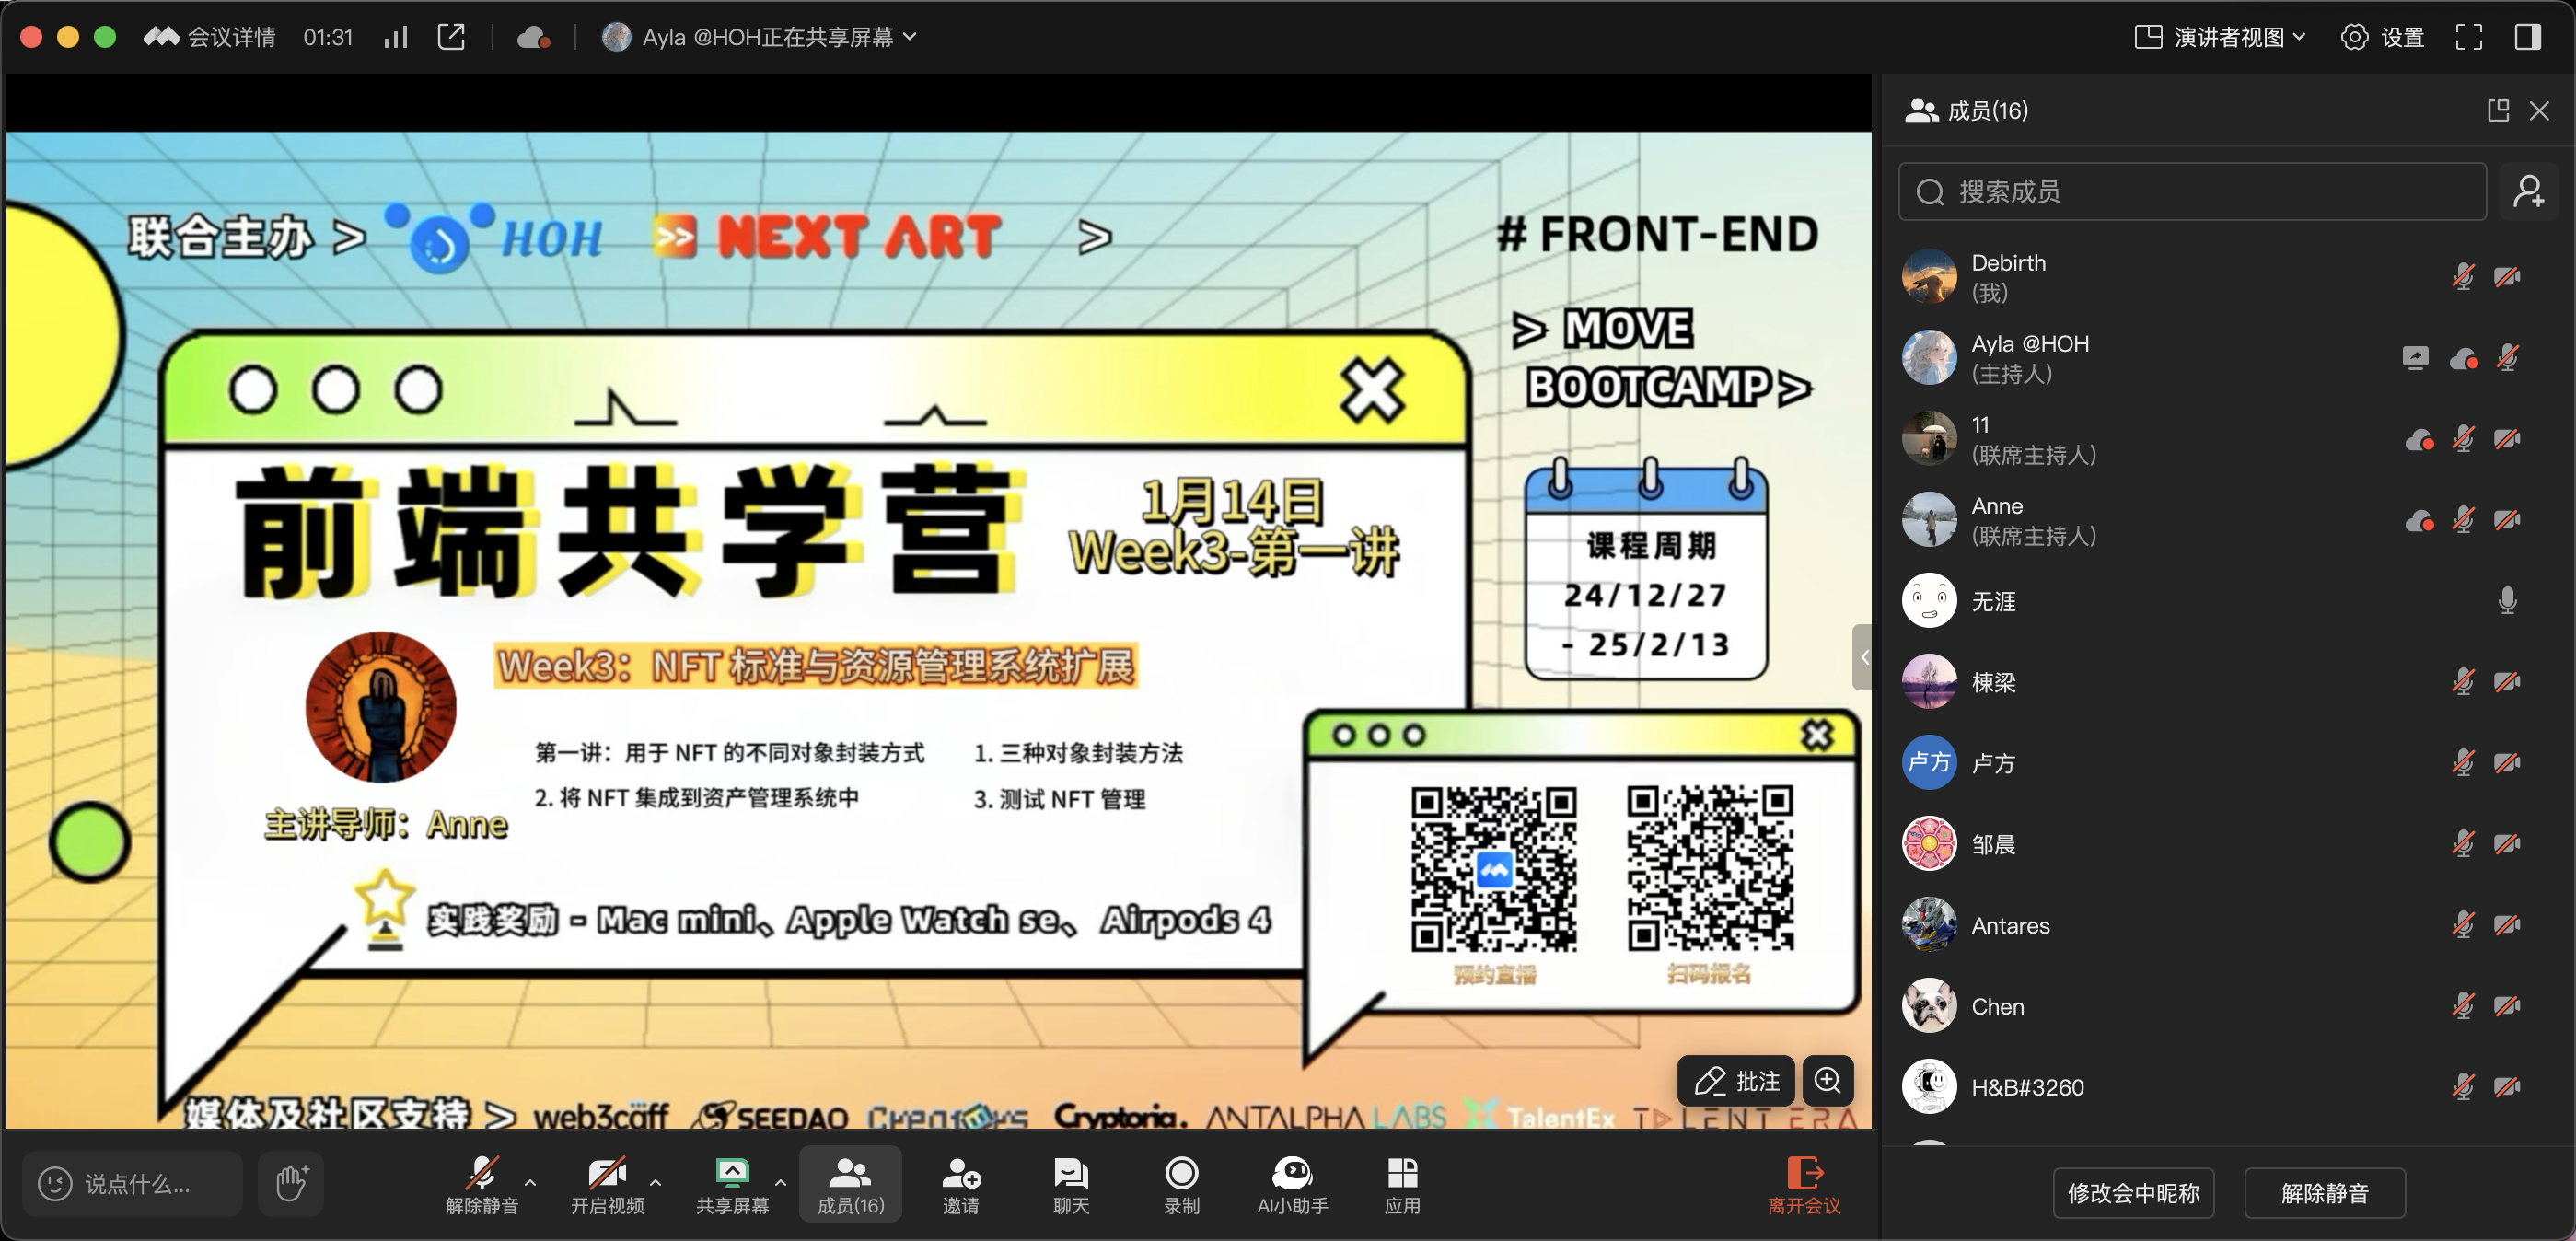 会议详情 01:31 Ayla @HOH正在共享屏幕 演讲者视图 设置
联合主办 > HOH >> NEXT ART >
# FRONT-END
> MOVE
BOOTCAMP >
前端共学营
1月14日
Week3-第一讲
课程周期
24/12/27
- 25/2/13
Week3：NFT 标准与资源管理系统扩展
第一讲：用于 NFT 的不同对象封装方式 1. 三种对象封装方法
2. 将 NFT 集成到资产管理系统中 3. 测试 NFT 管理
主讲导师：Anne
实践奖励 - Mac mini、Apple Watch se、 Airpods 4
预约直播 扫码报名
媒体及社区支持 > web3caff SEEDAO Creators Cryptoria. ANTALPHA LABS TalentEx TALENT ERA
批注
说点什么...
解除静音 开启视频 共享屏幕 成员(16) 邀请 聊天 录制 AI小助手 应用 离开会议
成员(16)
搜索成员
Debirth
(我)
Ayla @HOH
(主持人)
11
(联席主持人)
Anne
(联席主持人)
无涯
栋梁
卢方 卢方
邹晨
Antares
Chen
H&B#3260
修改会中昵称 解除静音